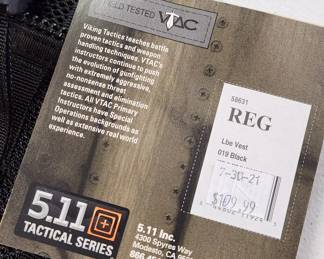 FIELD TESTED VTAC
Viking Tactics teaches battle
proven tactics and weapon
handling techniques. VTAC's
instructors continue to push
the evolution of gunfighting
with extremely aggressive,
no-nonsense threat
assessment and elimination
tactics. All VTAC Primary
Instructors have Special
Operations backgrounds as
well as extensive real world
experience.
58631
REG
Lbe Vest
019 Black
7-30-21
$109.99
5.11
TACTICAL SERIES
5.11 Inc.
4300 Spyres Way
Modesto, CA